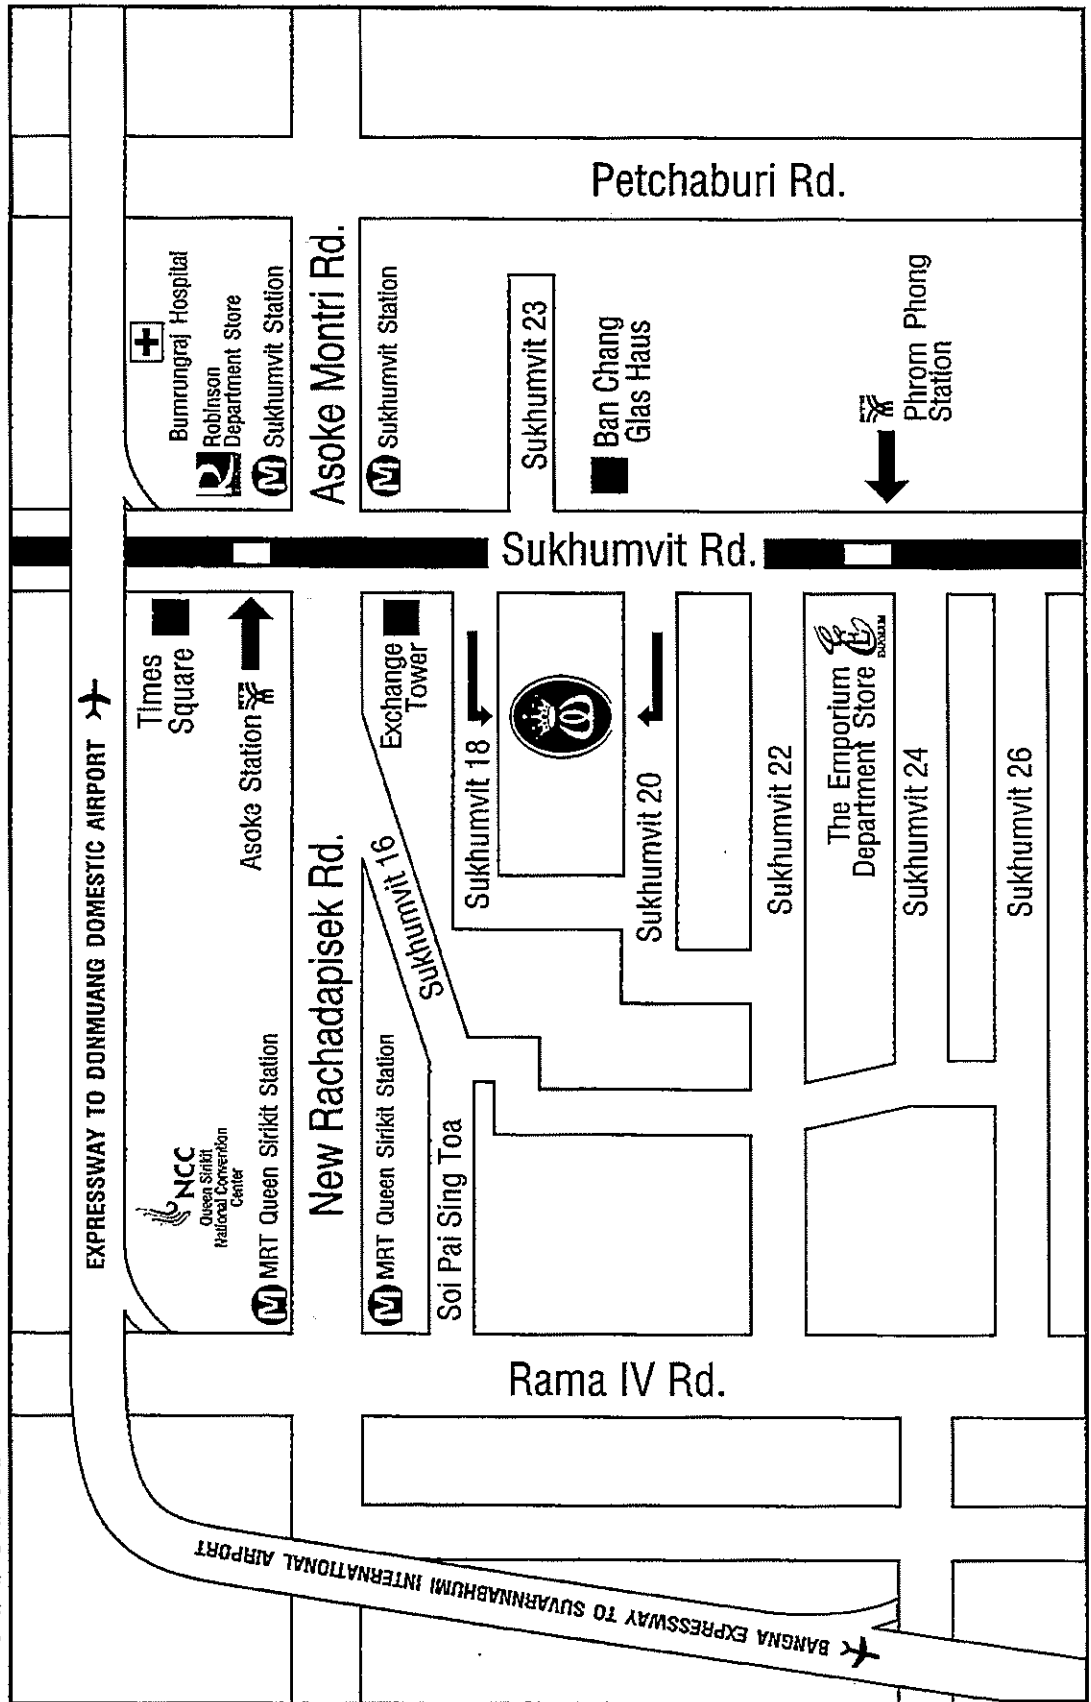 EXPRESSWAY TO DONMUANG DOMESTIC AIRPORT
Petchaburi Rd.
Bumrungraj Hospital
Robinson
Department Store
M Sukhumvit Station
Asoke Montri Rd.
M Sukhumvit Station
Sukhumvit 23
Ban Chang
Glas Haus
Phrom Phong
Station
Sukhumvit Rd.
Times
Square
Asoke Station
Exchange
Tower
Sukhumvit 18
Sukhumvit 20
Sukhumvit 22
The Emporium
Department Store
Sukhumvit 24
Sukhumvit 26
New Rachadapisek Rd.
Sukhumvit 16
NCC
Queen Sirikit
National Convention
Center
M MRT Queen Sirikit Station
M MRT Queen Sirikit Station
Soi Pai Sing Toa
Rama IV Rd.
BANGNA EXPRESSWAY TO SUVARNNABHUMI INTERNATIONAL AIRPORT